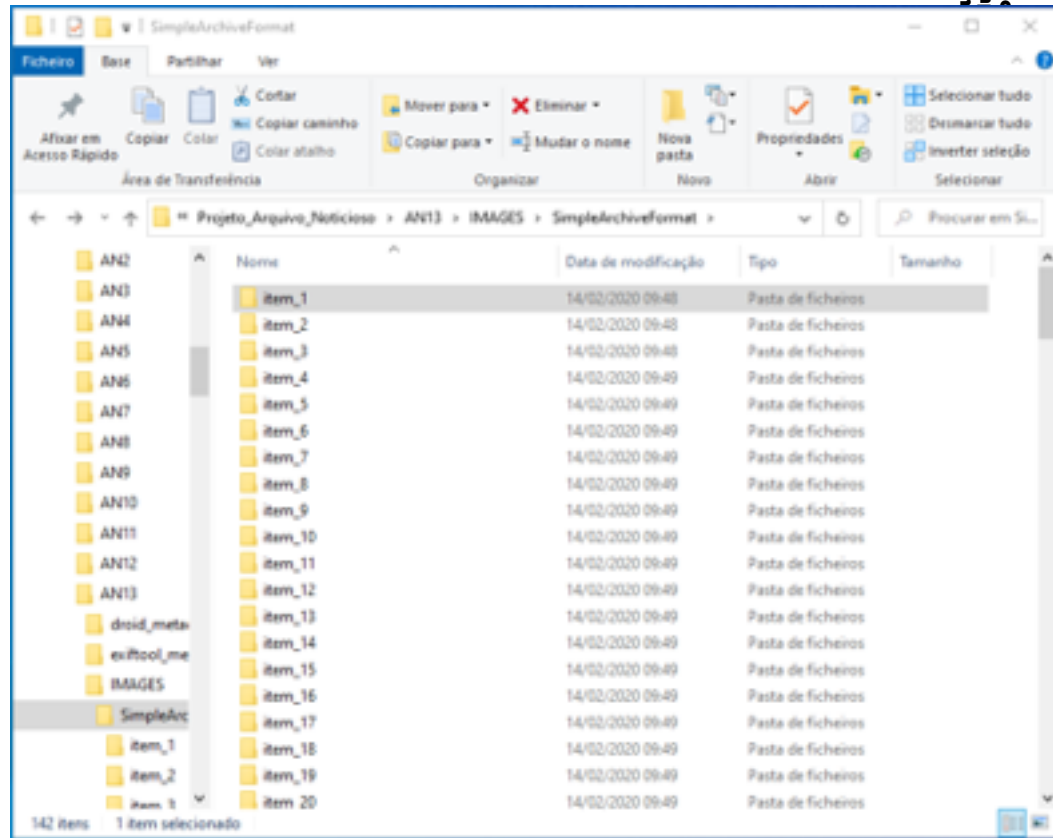 SimpleArchiveFormat
Ficheiro Base Partilhar Ver
Afixar em Acesso Rápido
Copiar
Colar
Cortar
Copiar caminho
Colar atalho
Área de Transferência
Mover para
Copiar para
Eliminar
Mudar o nome
Organizar
Nova pasta
Novo
Propriedades
Abrir
Selecionar tudo
Desmarcar tudo
Inverter seleção
Selecionar
« Projeto_Arquivo_Noticioso > AN13 > IMAGES > SimpleArchiveFormat >
Procurar em Si...
AN2
AN3
AN4
AN5
AN6
AN7
AN8
AN9
AN10
AN11
AN12
AN13
droid_meta
exiftool_me
IMAGES
SimpleArc
item_1
item_2
item_3
Nome Data de modificação Tipo Tamanho
item_1 14/02/2020 09:48 Pasta de ficheiros
item_2 14/02/2020 09:48 Pasta de ficheiros
item_3 14/02/2020 09:48 Pasta de ficheiros
item_4 14/02/2020 09:49 Pasta de ficheiros
item_5 14/02/2020 09:49 Pasta de ficheiros
item_6 14/02/2020 09:49 Pasta de ficheiros
item_7 14/02/2020 09:49 Pasta de ficheiros
item_8 14/02/2020 09:49 Pasta de ficheiros
item_9 14/02/2020 09:49 Pasta de ficheiros
item_10 14/02/2020 09:49 Pasta de ficheiros
item_11 14/02/2020 09:49 Pasta de ficheiros
item_12 14/02/2020 09:49 Pasta de ficheiros
item_13 14/02/2020 09:49 Pasta de ficheiros
item_14 14/02/2020 09:49 Pasta de ficheiros
item_15 14/02/2020 09:49 Pasta de ficheiros
item_16 14/02/2020 09:49 Pasta de ficheiros
item_17 14/02/2020 09:49 Pasta de ficheiros
item_18 14/02/2020 09:49 Pasta de ficheiros
item_19 14/02/2020 09:49 Pasta de ficheiros
item_20 14/02/2020 09:49 Pasta de ficheiros
142 itens 1 item selecionado